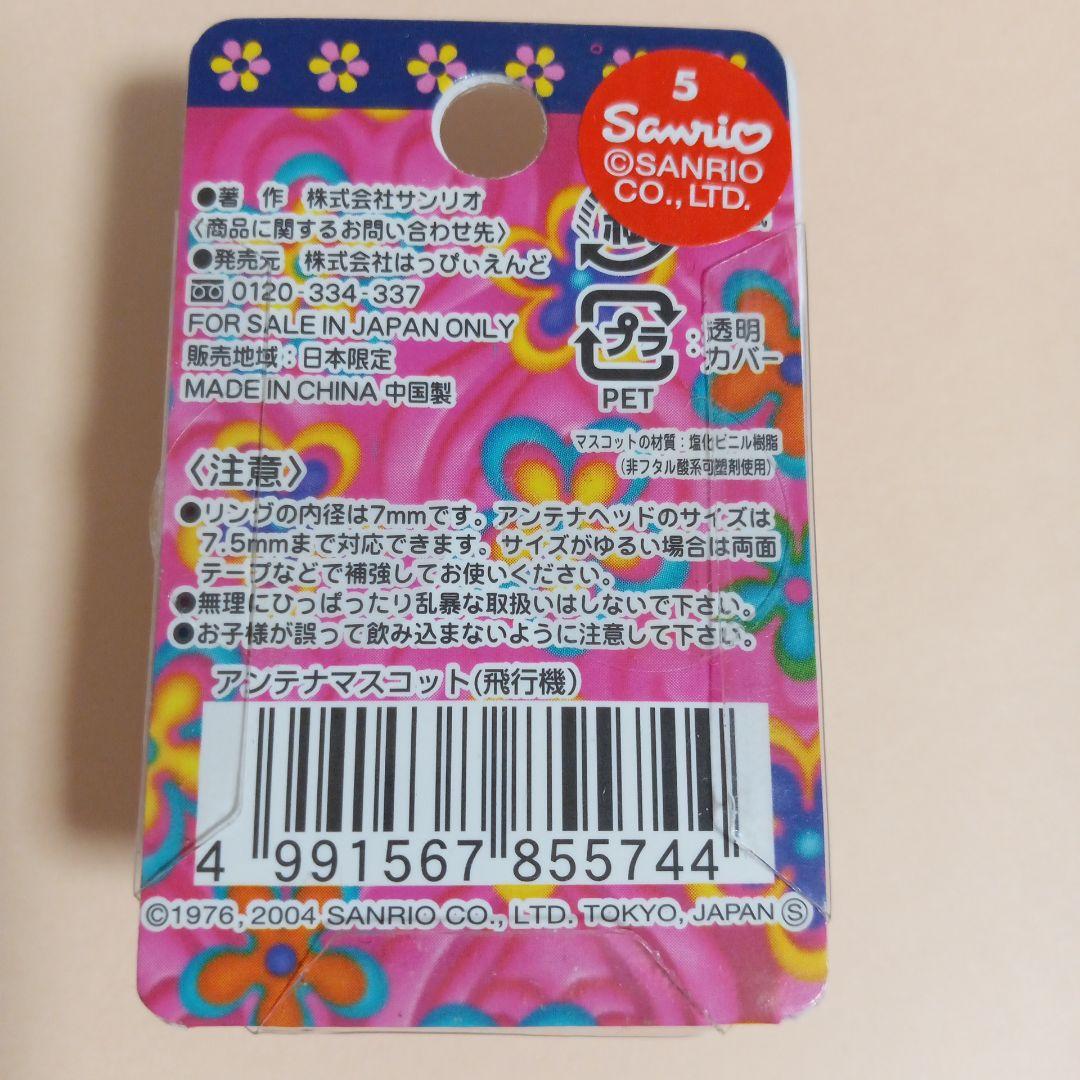 5
Sanrio
©SANRIO
CO., LTD.
●著 作 株式会社サンリオ
〈商品に関するお問い合わせ先〉
●発売元 株式会社はっぴぃえんど
0120-334-337
FOR SALE IN JAPAN ONLY
販売地域:日本限定
MADE IN CHINA 中国製
プラ
PET
:透明
カバー
マスコットの材質:塩化ビニル樹脂
(非フタル酸系可塑剤使用)
〈注意〉
●リングの内径は7mmです。アンテナヘッドのサイズは
7.5mmまで対応できます。サイズがゆるい場合は両面
テープなどで補強してお使いください。
●無理にひっぱったり乱暴な取扱いはしないで下さい。
●お子様が誤って飲み込まないように注意して下さい。
アンテナマスコット(飛行機)
4 991567 855744
©1976, 2004 SANRIO CO., LTD. TOKYO, JAPAN Ⓢ